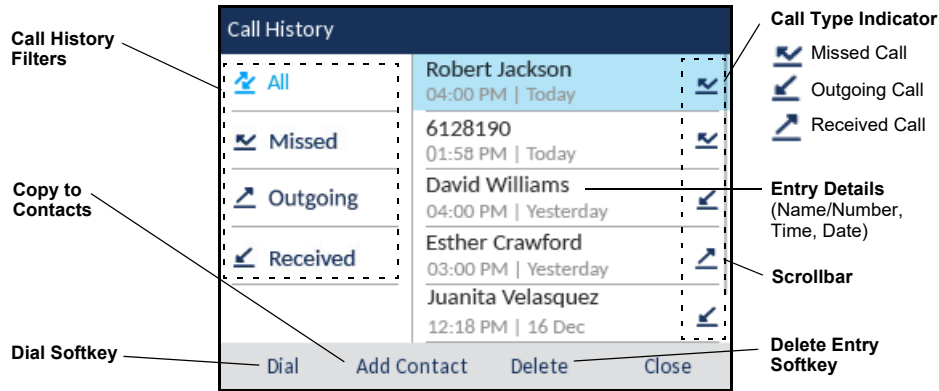 Call History
Filters
Copy to
Contacts
Dial Softkey
Call History
All
Missed
Outgoing
Received
Robert Jackson
04:00 PM | Today
6128190
01:58 PM | Today
David Williams
04:00 PM | Yesterday
Esther Crawford
03:00 PM | Yesterday
Juanita Velasquez
12:18 PM | 16 Dec
Dial
Add Contact
Delete
Close
Call Type Indicator
Missed Call
Outgoing Call
Received Call
Entry Details
(Name/Number,
Time, Date)
Scrollbar
Delete Entry
Softkey